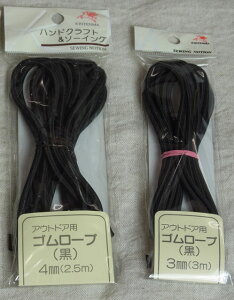 KIYOTENSHA
ハンドクラフト
&ソーイング
SEWING NOTION
アウトドア用
ゴムロープ
(黒)
4mm(2.5m)
SEWING NOTION
アウトドア用
ゴムロープ
(黒)
3mm(3m)